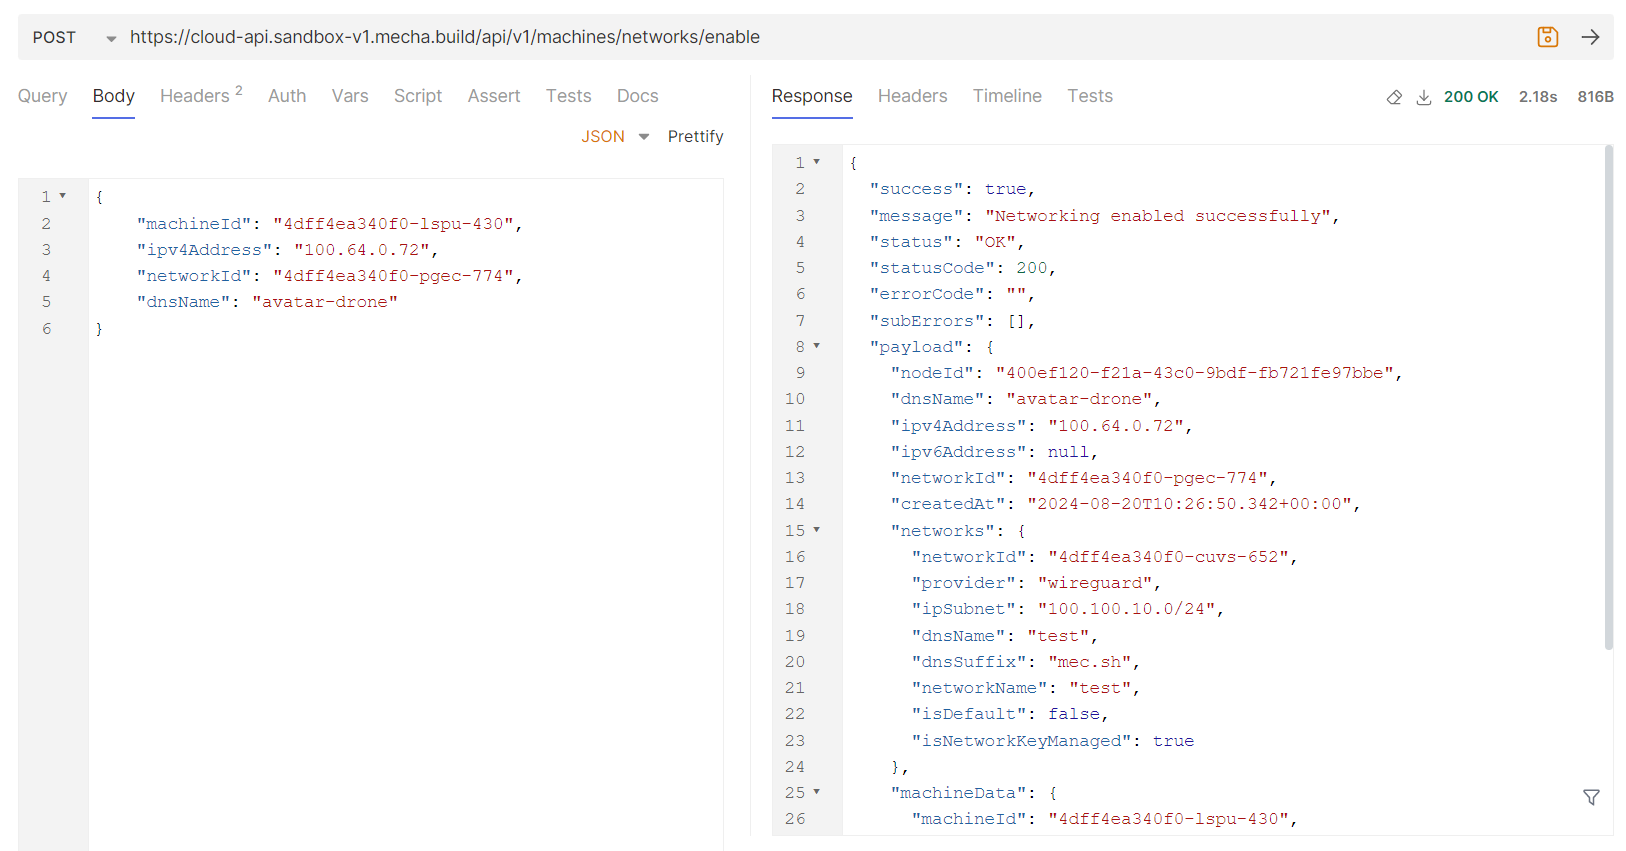 POST https://cloud-api.sandbox-v1.mecha.build/api/v1/machines/networks/enable
Query Body Headers 2 Auth Vars Script Assert Tests Docs
JSON Prettify
1 {
2 "machineId": "4dff4ea340f0-lspu-430",
3 "ipv4Address": "100.64.0.72",
4 "networkId": "4dff4ea340f0-pgec-774",
5 "dnsName": "avatar-drone"
6 }
Response Headers Timeline Tests 200 OK 2.18s 816B
1 {
2 "success": true,
3 "message": "Networking enabled successfully",
4 "status": "OK",
5 "statusCode": 200,
6 "errorCode": "",
7 "subErrors": [],
8 "payload": {
9 "nodeId": "400ef120-f21a-43c0-9bdf-fb721fe97bbe",
10 "dnsName": "avatar-drone",
11 "ipv4Address": "100.64.0.72",
12 "ipv6Address": null,
13 "networkId": "4dff4ea340f0-pgec-774",
14 "createdAt": "2024-08-20T10:26:50.342+00:00",
15 "networks": {
16 "networkId": "4dff4ea340f0-cuvs-652",
17 "provider": "wireguard",
18 "ipSubnet": "100.100.10.0/24",
19 "dnsName": "test",
20 "dnsSuffix": "mec.sh",
21 "networkName": "test",
22 "isDefault": false,
23 "isNetworkKeyManaged": true
24 },
25 "machineData": {
26 "machineId": "4dff4ea340f0-lspu-430",